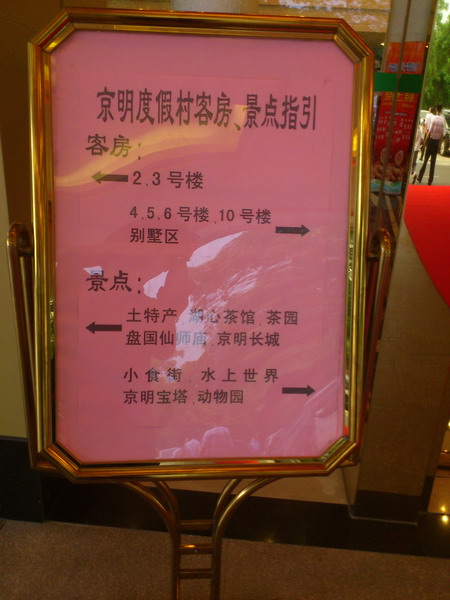 京明度假村客房、景点指引
客房：
2、3号楼
4、5、6号楼、10号楼
别墅区
景点：
土特产、湖心茶馆、茶园
盘国仙师庙、京明长城
小食街、水上世界
京明宝塔、动物园